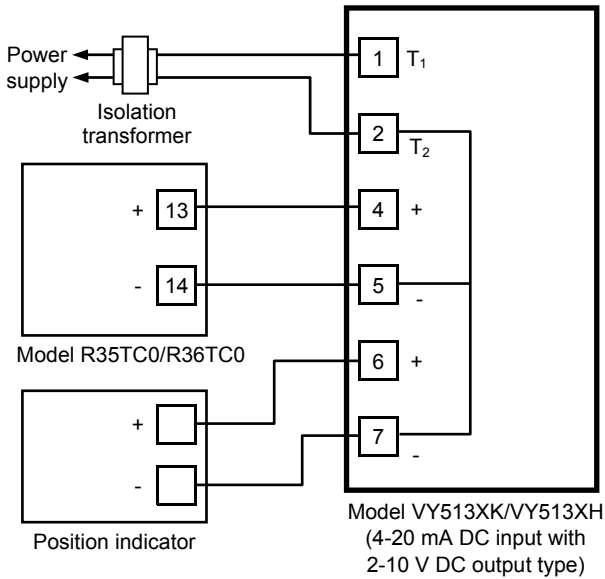 Power
supply
Isolation
transformer
1 T₁
2 T₂
+ 13
4 +
- 14
5 -
Model R35TC0/R36TC0
6 +
+
7 -
-
Position indicator
Model VY513XK/VY513XH
(4-20 mA DC input with
2-10 V DC output type)